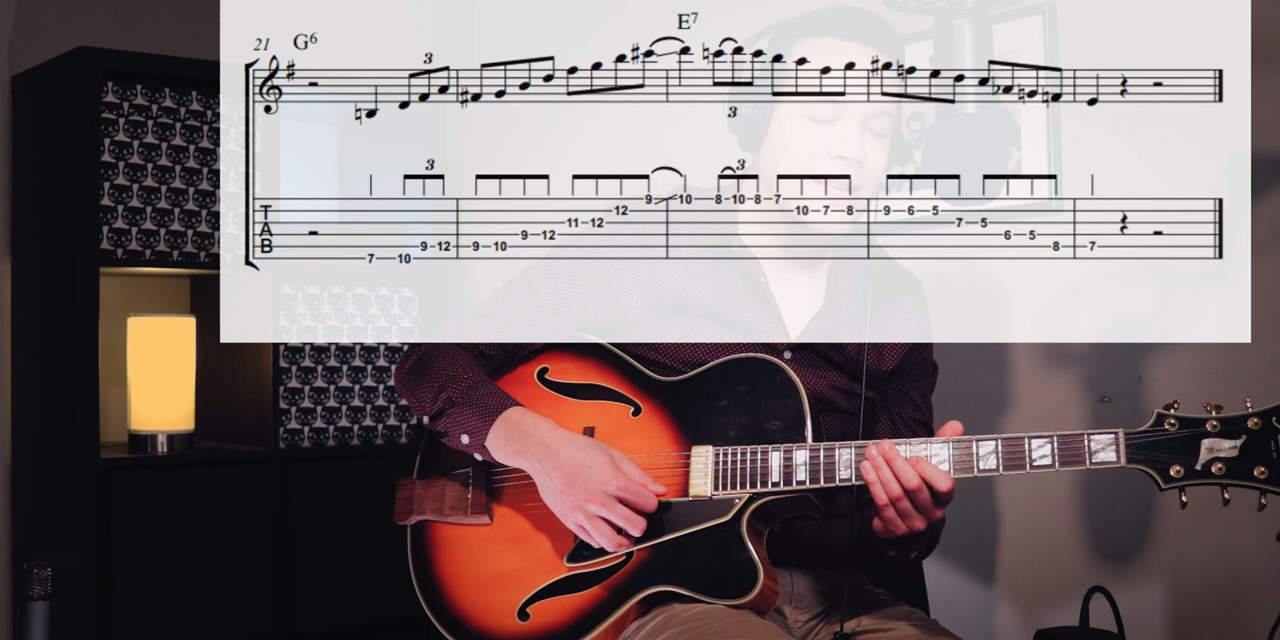 E7
21 G6
3
3
3 3
9 10 8 10 8 7
T 12 10 7 8 9 6 5
11 12 7 5
A 9 12 6 5
B 9 12 9 10 8 7
7 10